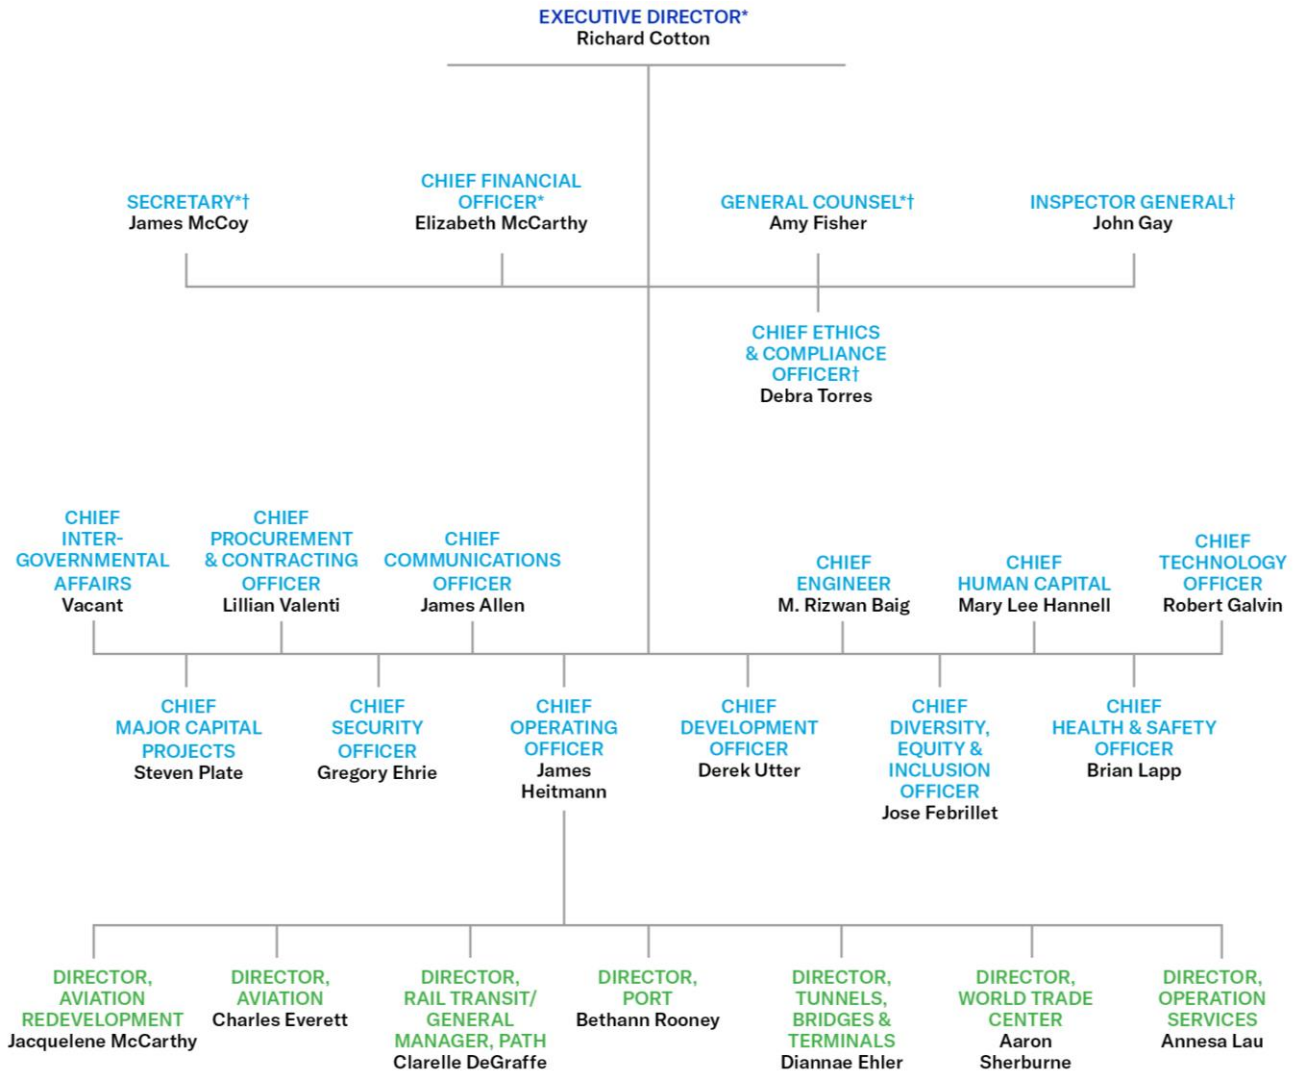 EXECUTIVE DIRECTOR*
Richard Cotton
SECRETARY*†
James McCoy
CHIEF FINANCIAL
OFFICER*
Elizabeth McCarthy
GENERAL COUNSEL*†
Amy Fisher
INSPECTOR GENERAL†
John Gay
CHIEF ETHICS
& COMPLIANCE
OFFICER†
Debra Torres
CHIEF
INTER-
GOVERNMENTAL
AFFAIRS
Vacant
CHIEF
PROCUREMENT
& CONTRACTING
OFFICER
Lillian Valenti
CHIEF
COMMUNICATIONS
OFFICER
James Allen
CHIEF
ENGINEER
M. Rizwan Baig
CHIEF
HUMAN CAPITAL
Mary Lee Hannell
CHIEF
TECHNOLOGY
OFFICER
Robert Galvin
CHIEF
MAJOR CAPITAL
PROJECTS
Steven Plate
CHIEF
SECURITY
OFFICER
Gregory Ehrie
CHIEF
OPERATING
OFFICER
James
Heitmann
CHIEF
DEVELOPMENT
OFFICER
Derek Utter
CHIEF
DIVERSITY,
EQUITY &
INCLUSION
OFFICER
Jose Febrillet
CHIEF
HEALTH & SAFETY
OFFICER
Brian Lapp
DIRECTOR,
AVIATION
REDEVELOPMENT
Jacquelene McCarthy
DIRECTOR,
AVIATION
Charles Everett
DIRECTOR,
RAIL TRANSIT/
GENERAL
MANAGER, PATH
Clarelle DeGraffe
DIRECTOR,
PORT
Bethann Rooney
DIRECTOR,
TUNNELS,
BRIDGES &
TERMINALS
Diannae Ehler
DIRECTOR,
WORLD TRADE
CENTER
Aaron
Sherburne
DIRECTOR,
OPERATION
SERVICES
Annesa Lau